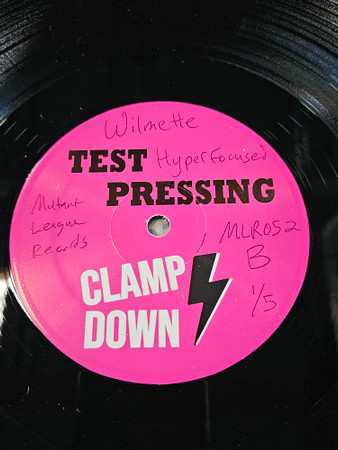 Wilmette
TEST Hyperfocused
PRESSING
Mutant
League
Records
MLR052
B
1/5
CLAMP
DOWN